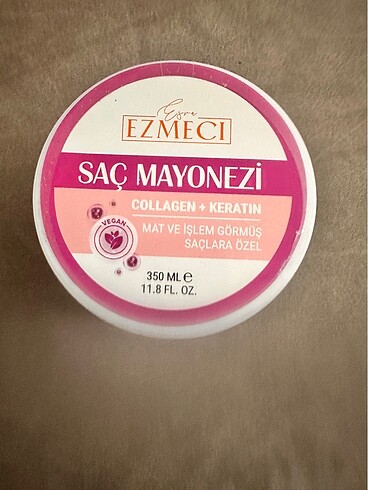 Esra
EZMECI
SAÇ MAYONEZİ
COLLAGEN + KERATIN
MAT VE İŞLEM GÖRMÜŞ
SAÇLARA ÖZEL
VEGAN
350 ML ℮
11.8 FL. OZ.